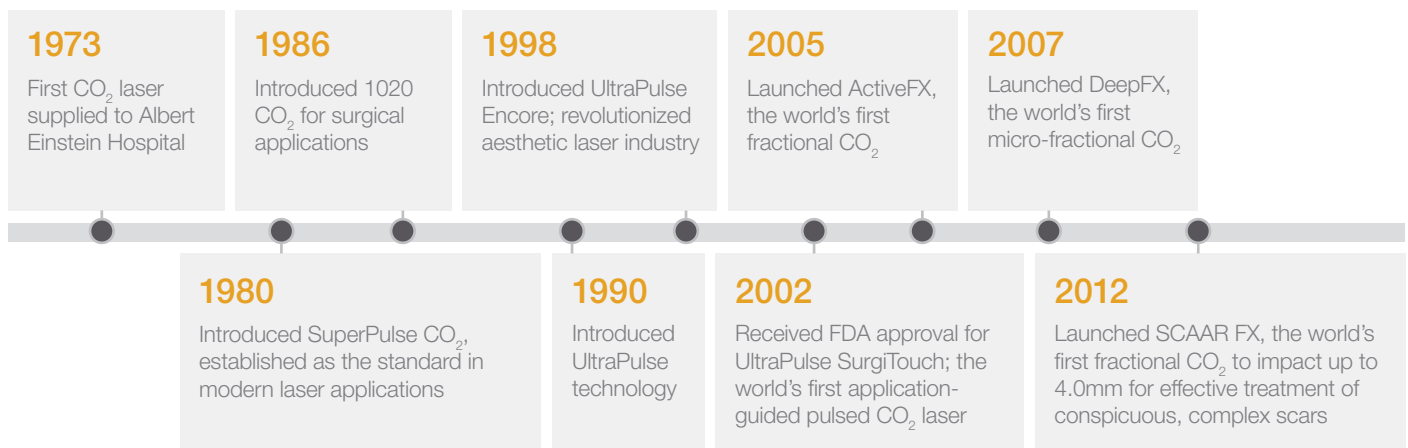 1973
First CO₂ laser
supplied to Albert
Einstein Hospital
1986
Introduced 1020
CO₂ for surgical
applications
1998
Introduced UltraPulse
Encore; revolutionized
aesthetic laser industry
2005
Launched ActiveFX,
the world’s first
fractional CO₂
2007
Launched DeepFX,
the world’s first
micro-fractional CO₂
1980
Introduced SuperPulse CO₂,
established as the standard in
modern laser applications
1990
Introduced
UltraPulse
technology
2002
Received FDA approval for
UltraPulse SurgiTouch; the
world’s first application-
guided pulsed CO₂ laser
2012
Launched SCAAR FX, the world’s
first fractional CO₂ to impact up to
4.0mm for effective treatment of
conspicuous, complex scars